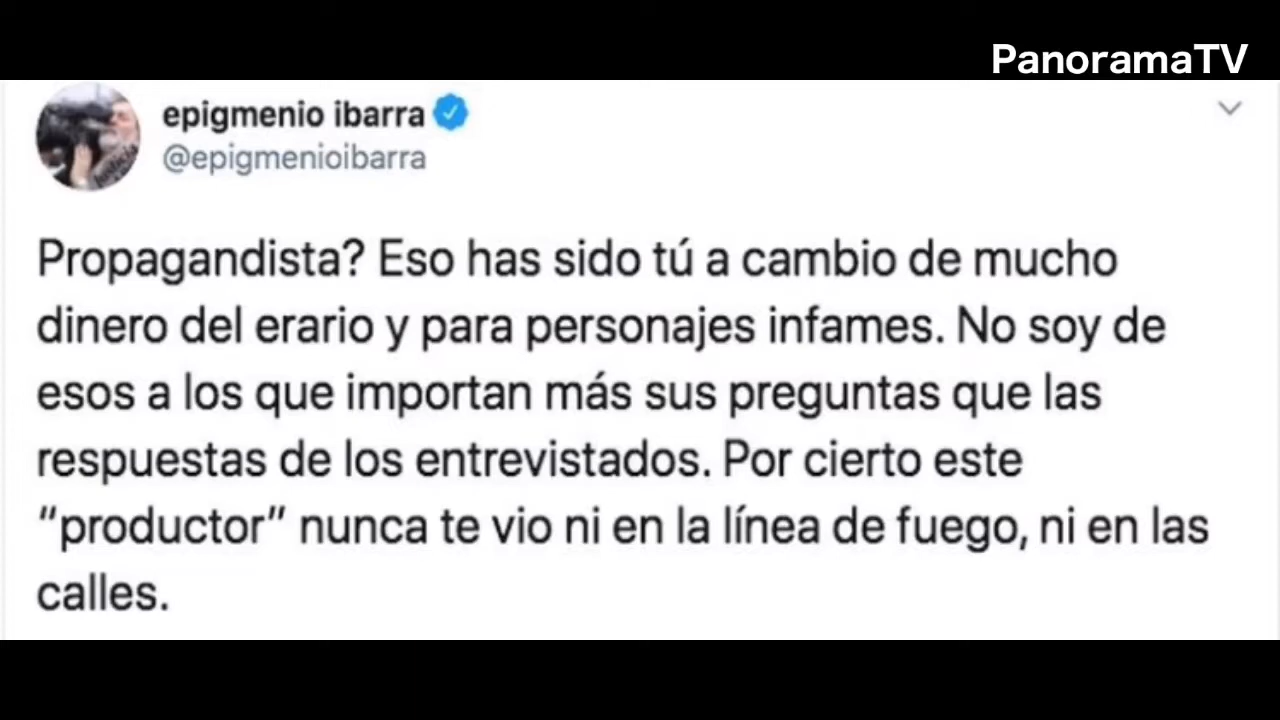 PanoramaTV
epigmenio ibarra
@epigmenioibarra
Propagandista? Eso has sido tú a cambio de mucho
dinero del erario y para personajes infames. No soy de
esos a los que importan más sus preguntas que las
respuestas de los entrevistados. Por cierto este
“productor” nunca te vio ni en la línea de fuego, ni en las
calles.